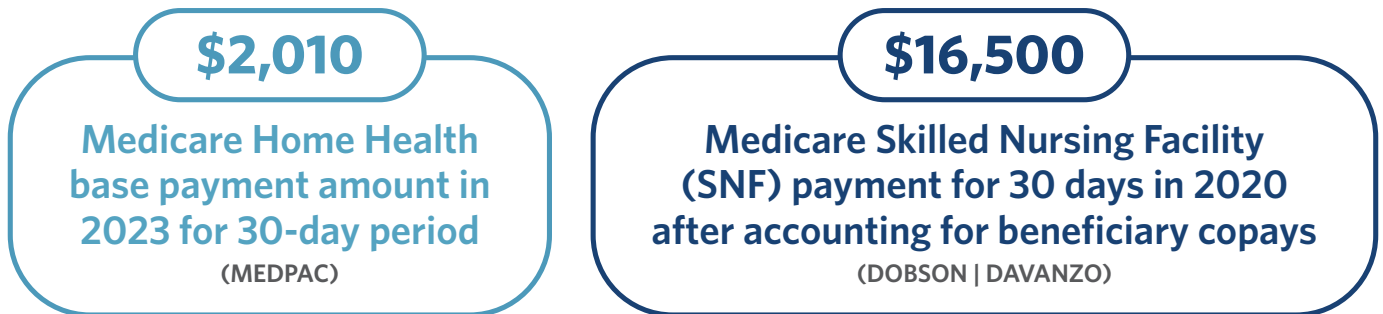 $2,010
Medicare Home Health
base payment amount in
2023 for 30-day period
(MEDPAC)
$16,500
Medicare Skilled Nursing Facility
(SNF) payment for 30 days in 2020
after accounting for beneficiary copays
(DOBSON | DAVANZO)